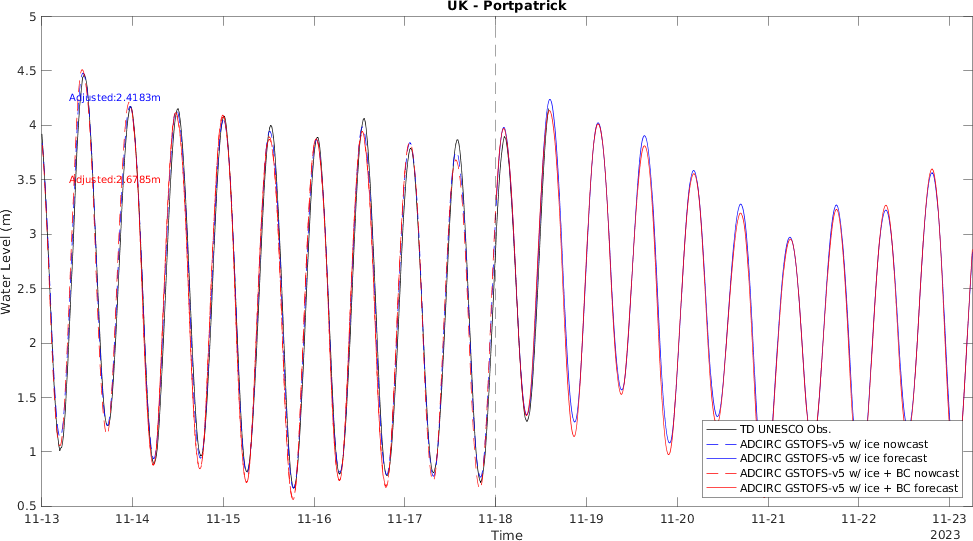 UK - Portpatrick
5
4.5
4
3.5
3
2.5
2
1.5
1
0.5
Water Level (m)
Adjusted:2.4183m
Adjusted:2.6785m
TD UNESCO Obs.
ADCIRC GSTOFS-v5 w/ ice nowcast
ADCIRC GSTOFS-v5 w/ ice forecast
ADCIRC GSTOFS-v5 w/ ice + BC nowcast
ADCIRC GSTOFS-v5 w/ ice + BC forecast
11-13 11-14 11-15 11-16 11-17 11-18 11-19 11-20 11-21 11-22 11-23
2023
Time